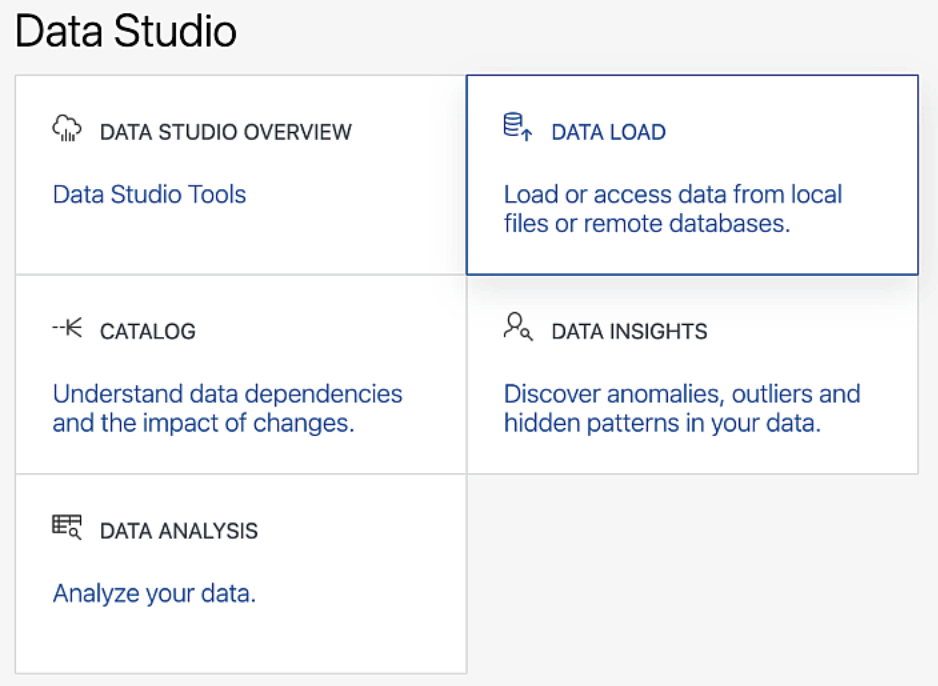 Data Studio
DATA STUDIO OVERVIEW
Data Studio Tools
DATA LOAD
Load or access data from local
files or remote databases.
CATALOG
Understand data dependencies
and the impact of changes.
DATA INSIGHTS
Discover anomalies, outliers and
hidden patterns in your data.
DATA ANALYSIS
Analyze your data.